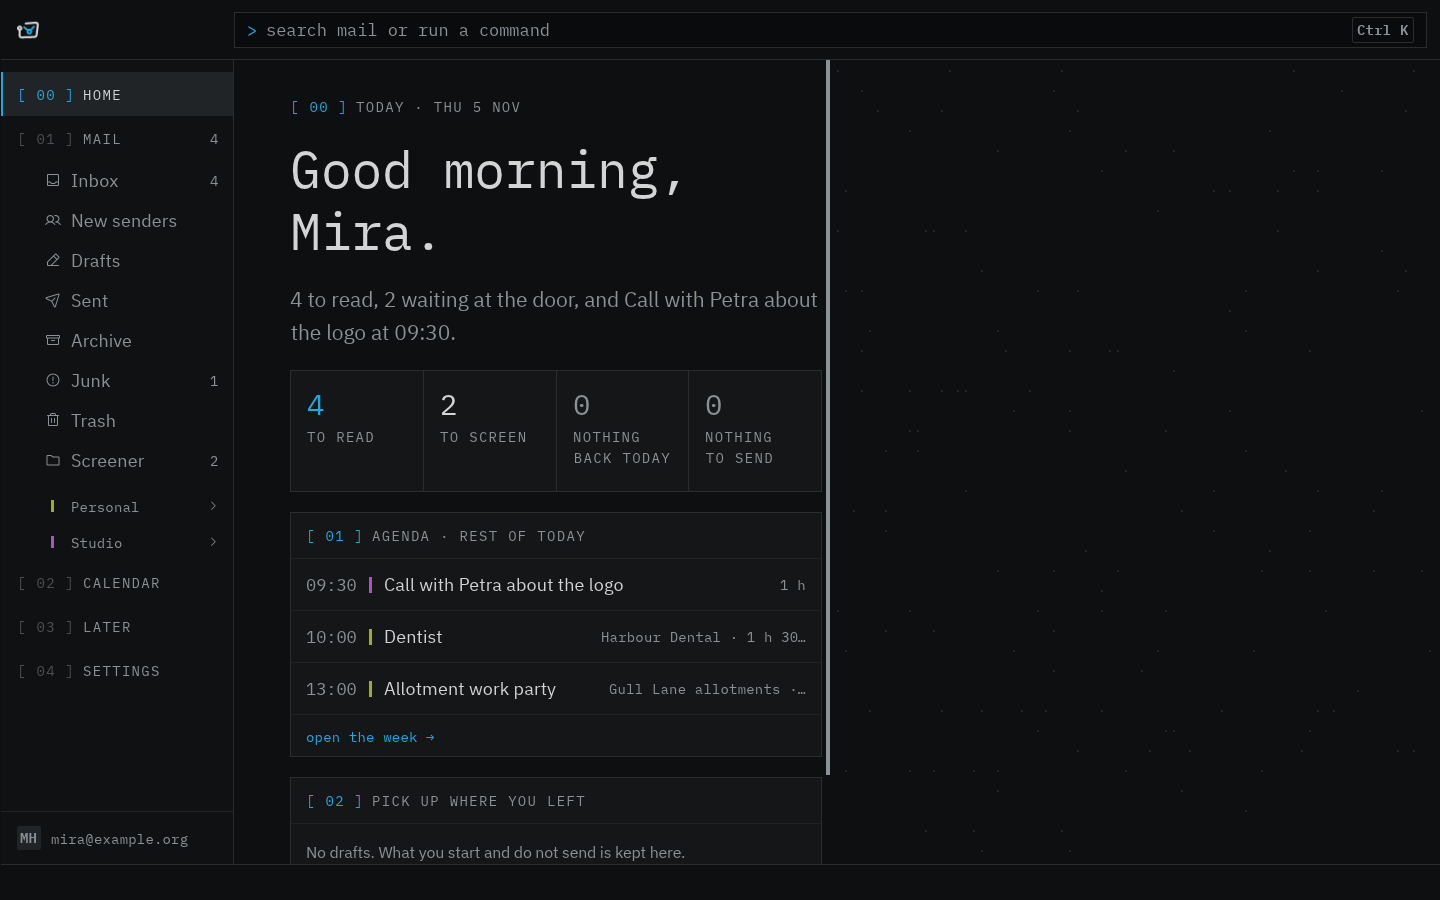 > search mail or run a command
Ctrl K
[ 00 ] HOME
[ 01 ] MAIL 4
Inbox 4
New senders
Drafts
Sent
Archive
Junk 1
Trash
Screener 2
Personal
Studio
[ 02 ] CALENDAR
[ 03 ] LATER
[ 04 ] SETTINGS
MH mira@example.org
[ 00 ] TODAY · THU 5 NOV
Good morning,
Mira.
4 to read, 2 waiting at the door, and Call with Petra about
the logo at 09:30.
4
TO READ
2
TO SCREEN
0
NOTHING
BACK TODAY
0
NOTHING
TO SEND
[ 01 ] AGENDA · REST OF TODAY
09:30 Call with Petra about the logo 1 h
10:00 Dentist Harbour Dental · 1 h 30…
13:00 Allotment work party Gull Lane allotments ·…
open the week →
[ 02 ] PICK UP WHERE YOU LEFT
No drafts. What you start and do not send is kept here.